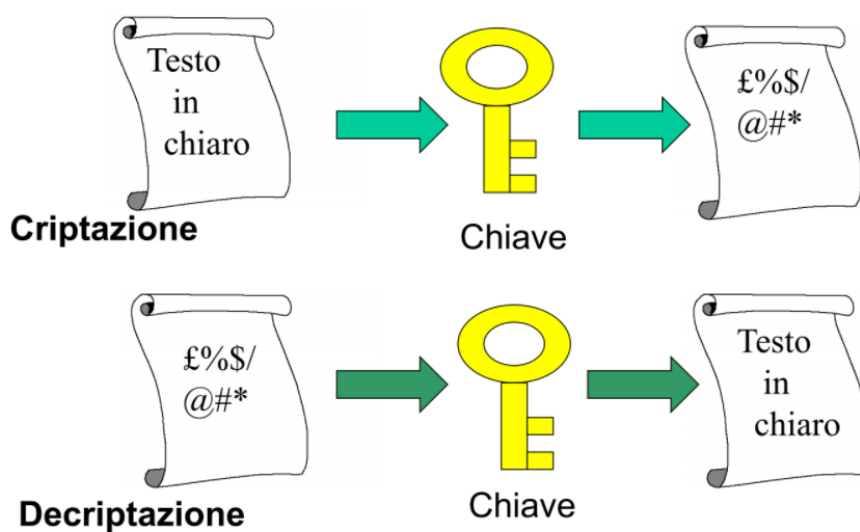 Testo
in
chiaro
£%$/
@#*
Criptazione
Chiave
£%$/
@#*
Testo
in
chiaro
Decriptazione
Chiave